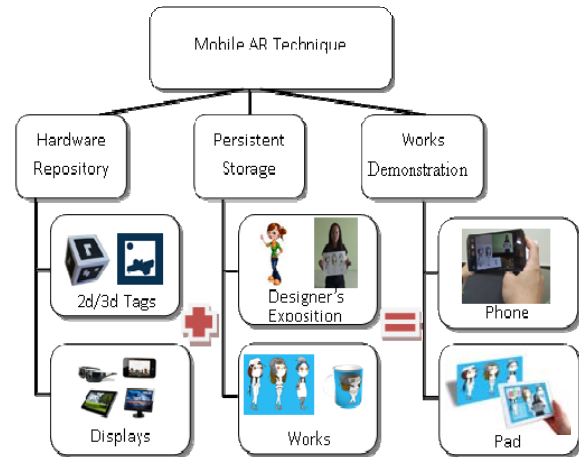 Mobile AR Technique
Hardware
Repository
Persistent
Storage
Works
Demonstration
2d/3d Tags
Designer's
Exposition
Phone
Displays
Works
Pad